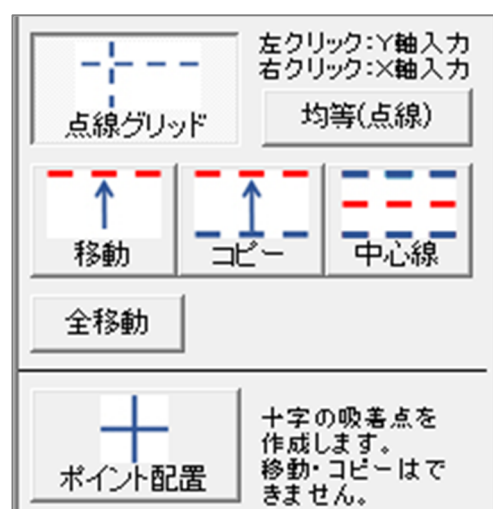 左クリック:Y軸入力
右クリック:X軸入力
点線グリッド
均等(点線)
移動
コピー
中心線
全移動
ポイント配置
十字の吸着点を
作成します。
移動・コピーはで
きません。